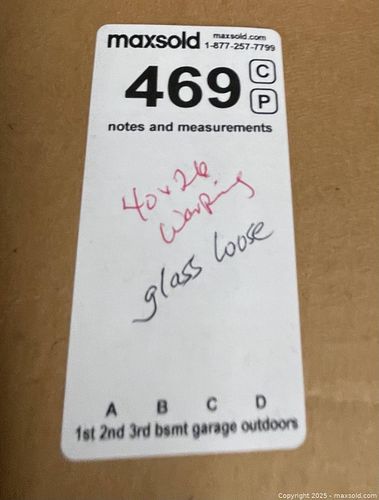 maxsold
maxsold.com
1-877-257-7799
469
C
P
notes and measurements
40x26
Warping
glass loose
A B C D
1st 2nd 3rd bsmt garage outdoors
Copyright 2025 - maxsold.com